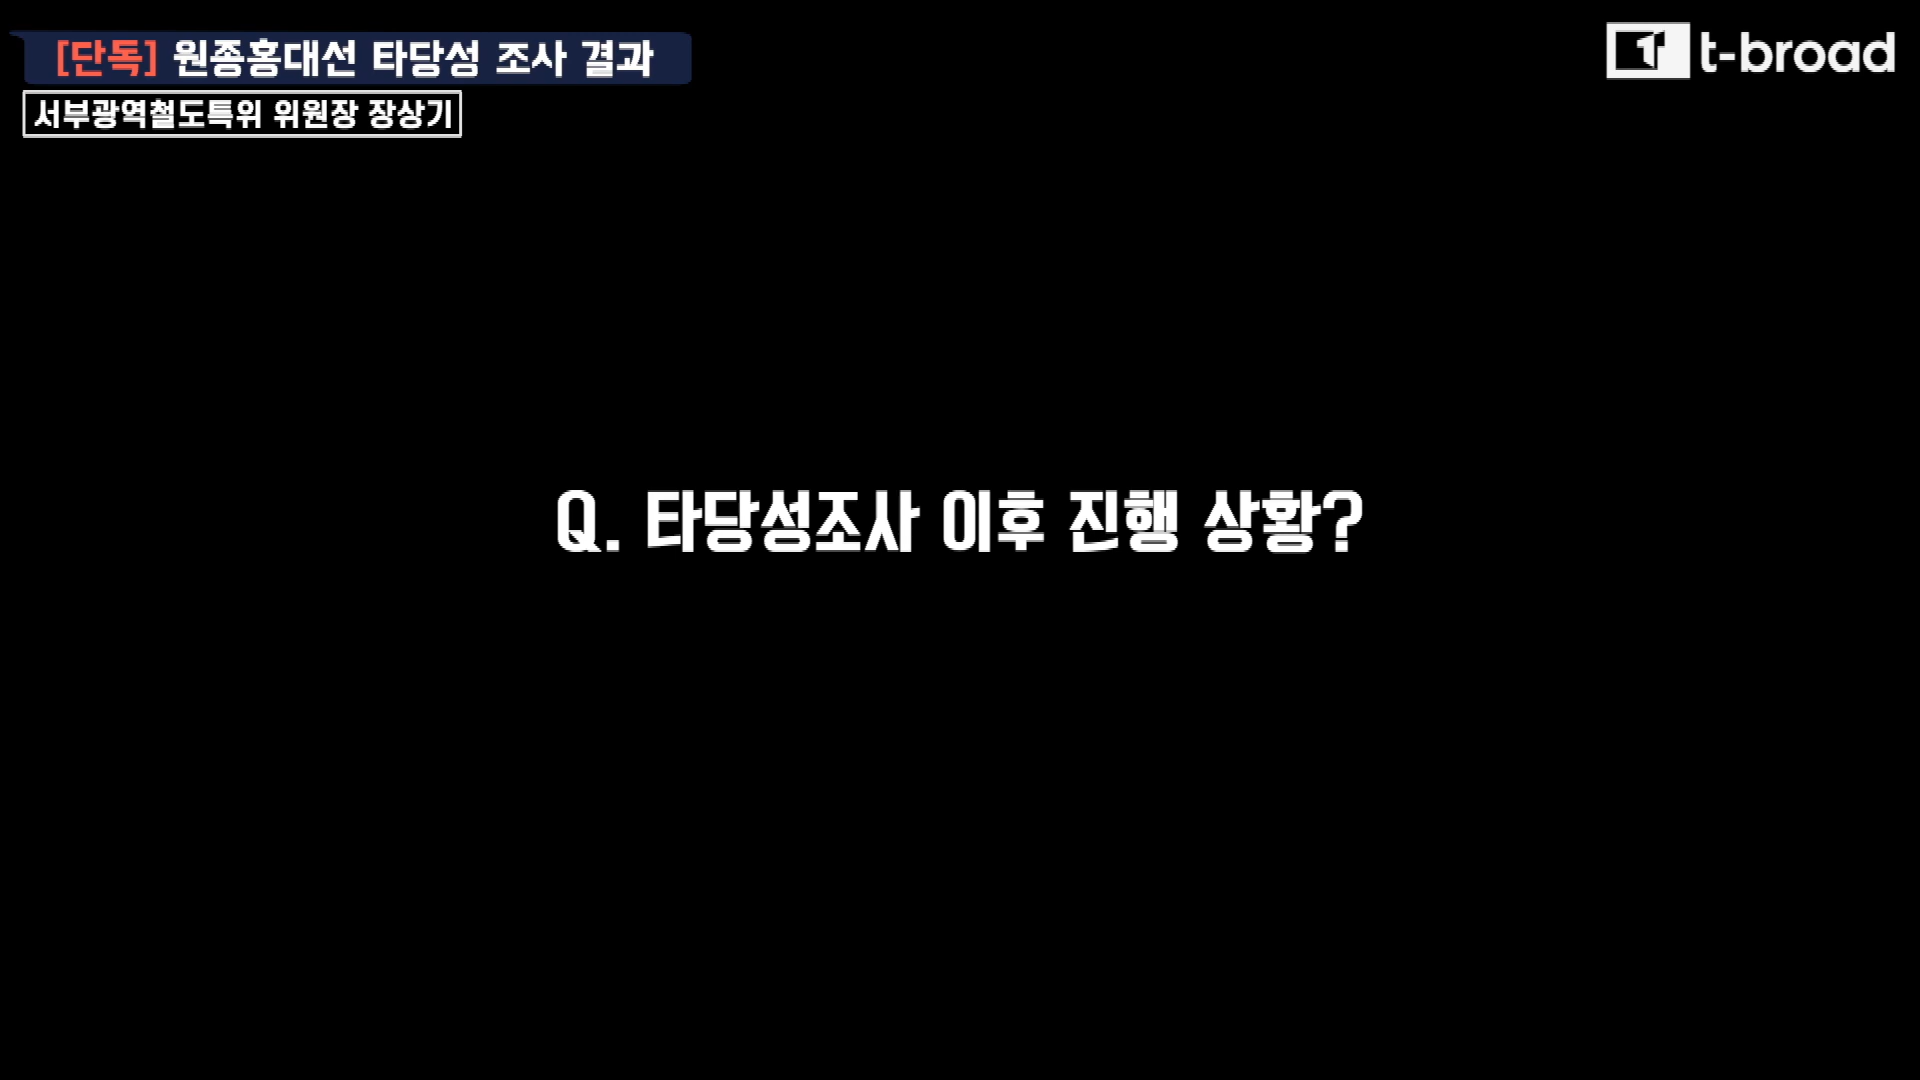 [단독] 원종홍대선 타당성 조사 결과
t-broad
서부광역철도특위 위원장 장상기
Q. 타당성조사 이후 진행 상황?